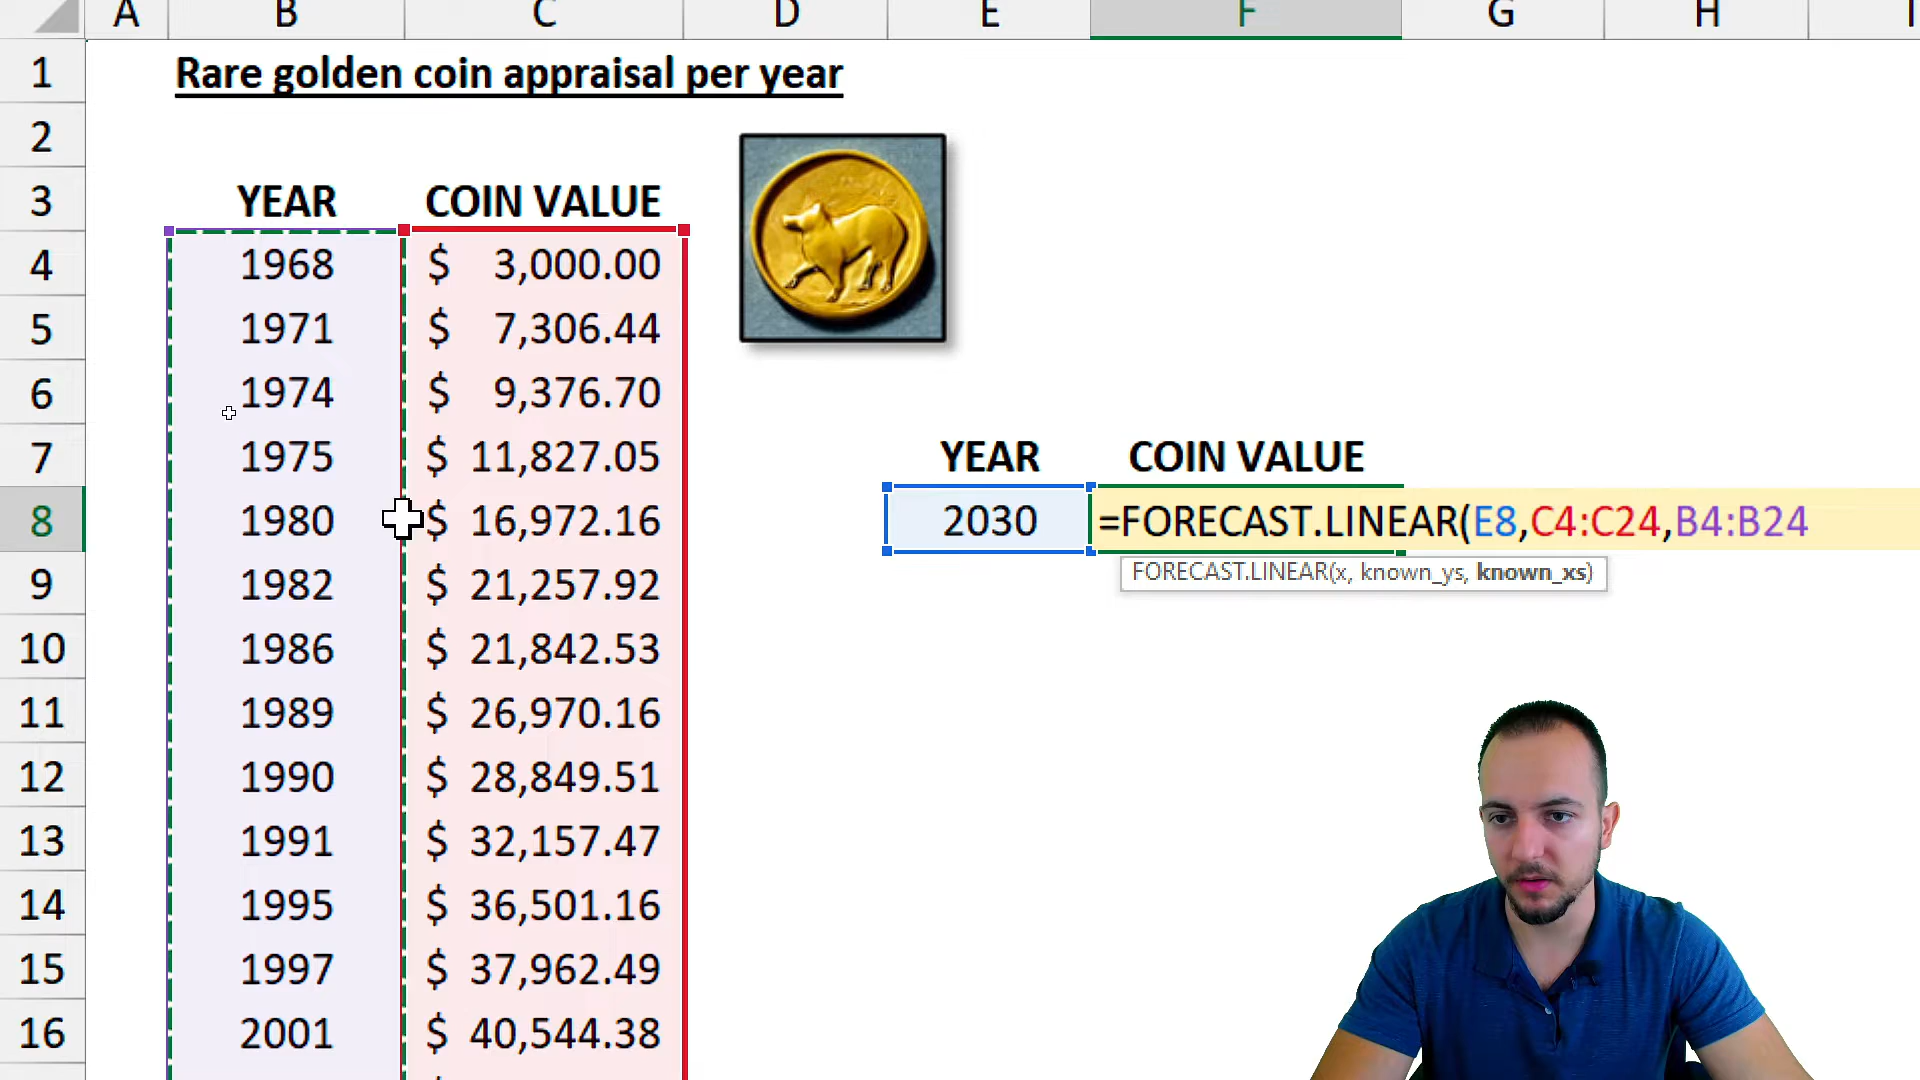 A B C D E F G H
1 Rare golden coin appraisal per year
2
3 YEAR COIN VALUE
4 1968 $ 3,000.00
5 1971 $ 7,306.44
6 1974 $ 9,376.70
7 1975 $ 11,827.05 YEAR COIN VALUE
8 1980 $ 16,972.16 2030 =FORECAST.LINEAR(E8,C4:C24,B4:B24
FORECAST.LINEAR(x, known_ys, known_xs)
9 1982 $ 21,257.92
10 1986 $ 21,842.53
11 1989 $ 26,970.16
12 1990 $ 28,849.51
13 1991 $ 32,157.47
14 1995 $ 36,501.16
15 1997 $ 37,962.49
16 2001 $ 40,544.38